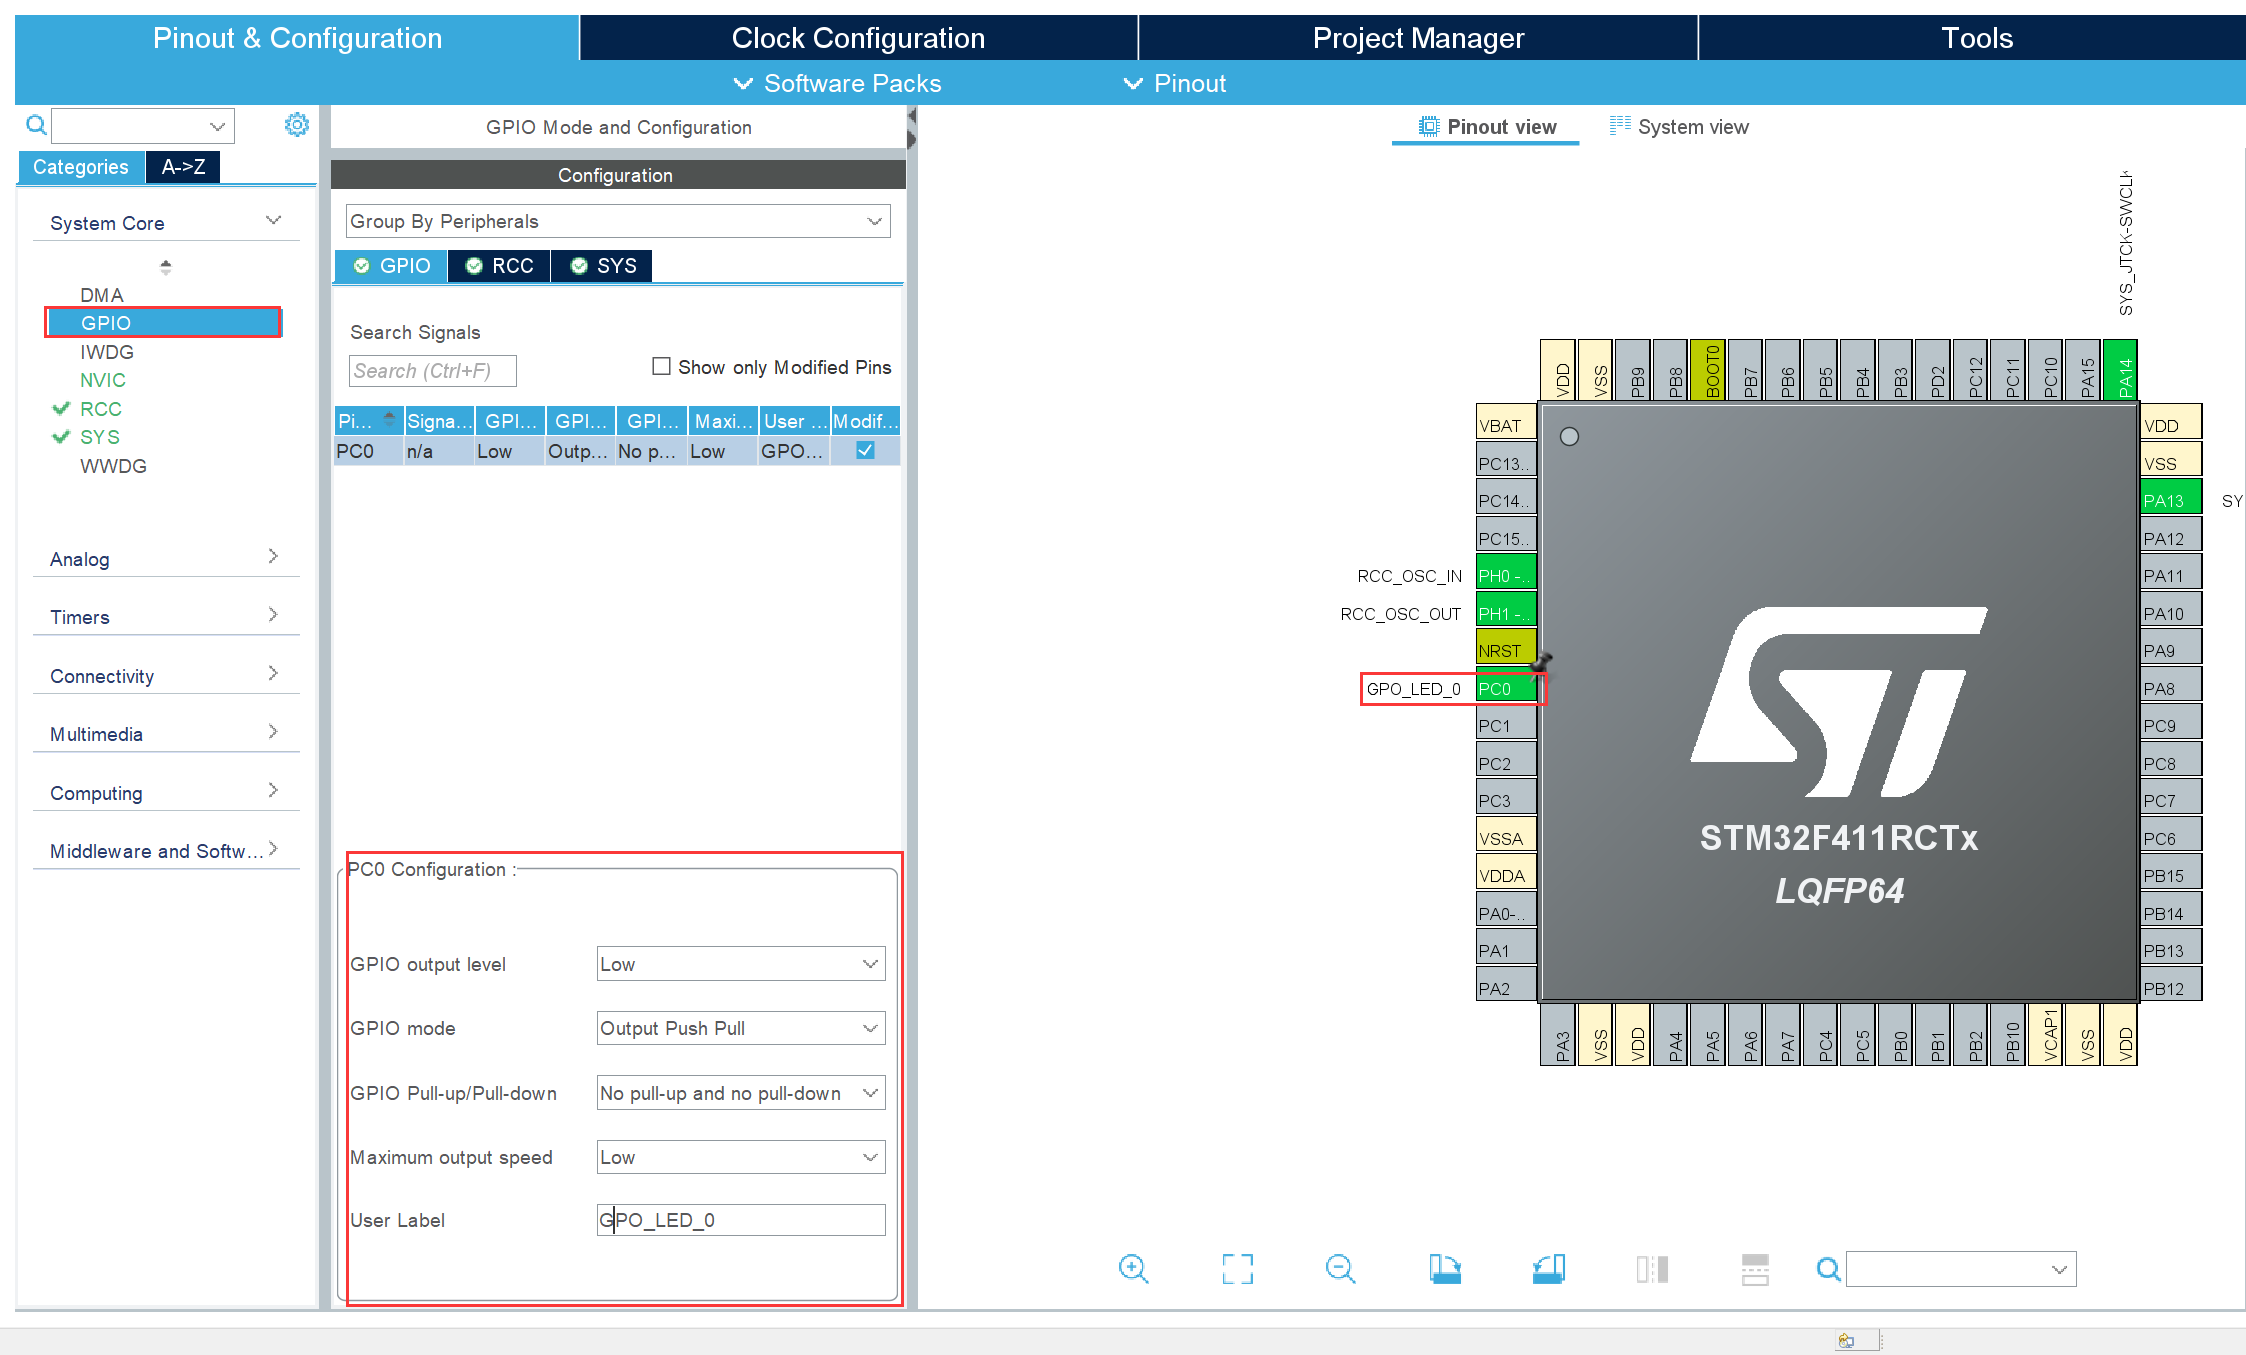 Pinout & Configuration
Clock Configuration
Project Manager
Tools
Software Packs
Pinout
Categories
A->Z
System Core
DMA
GPIO
IWDG
NVIC
RCC
SYS
WWDG
Analog
Timers
Connectivity
Multimedia
Computing
Middleware and Softw...
GPIO Mode and Configuration
Configuration
Group By Peripherals
GPIO
RCC
SYS
Search Signals
Search (Ctrl+F)
Show only Modified Pins
Pi... Signa... GPI... GPI... GPI... Maxi... User ... Modif...
PC0 n/a Low Outp... No p... Low GPO...
PC0 Configuration :
GPIO output level Low
GPIO mode Output Push Pull
GPIO Pull-up/Pull-down No pull-up and no pull-down
Maximum output speed Low
User Label GPO_LED_0
Pinout view
System view
SYS_JTCK-SWCLK
VDD
VSS
PB9
PB8
BOOT0
PB7
PB6
PB5
PB4
PB3
PD2
PC12
PC11
PC10
PA15
PA14
VBAT
PC13..
PC14..
PC15..
RCC_OSC_IN PH0 -..
RCC_OSC_OUT PH1 -..
NRST
GPO_LED_0 PC0
PC1
PC2
PC3
VSSA
VDDA
PA0-..
PA1
PA2
STM32F411RCTx
LQFP64
VDD
VSS
PA13 SY
PA12
PA11
PA10
PA9
PA8
PC9
PC8
PC7
PC6
PB15
PB14
PB13
PB12
PA3
VSS
VDD
PA4
PA5
PA6
PA7
PC4
PC5
PB0
PB1
PB2
PB10
VCAP1
VSS
VDD